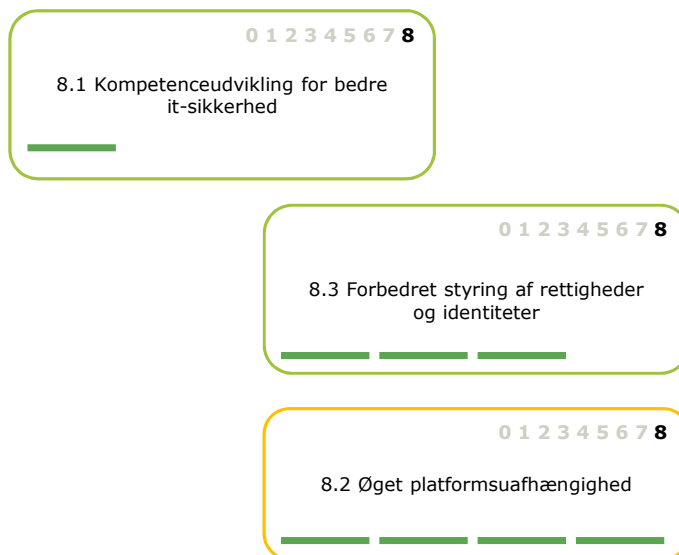 0 1 2 3 4 5 6 7 8
8.1 Kompetenceudvikling for bedre
it-sikkerhed
0 1 2 3 4 5 6 7 8
8.3 Forbedret styring af rettigheder
og identiteter
0 1 2 3 4 5 6 7 8
8.2 Øget platformsuafhængighed